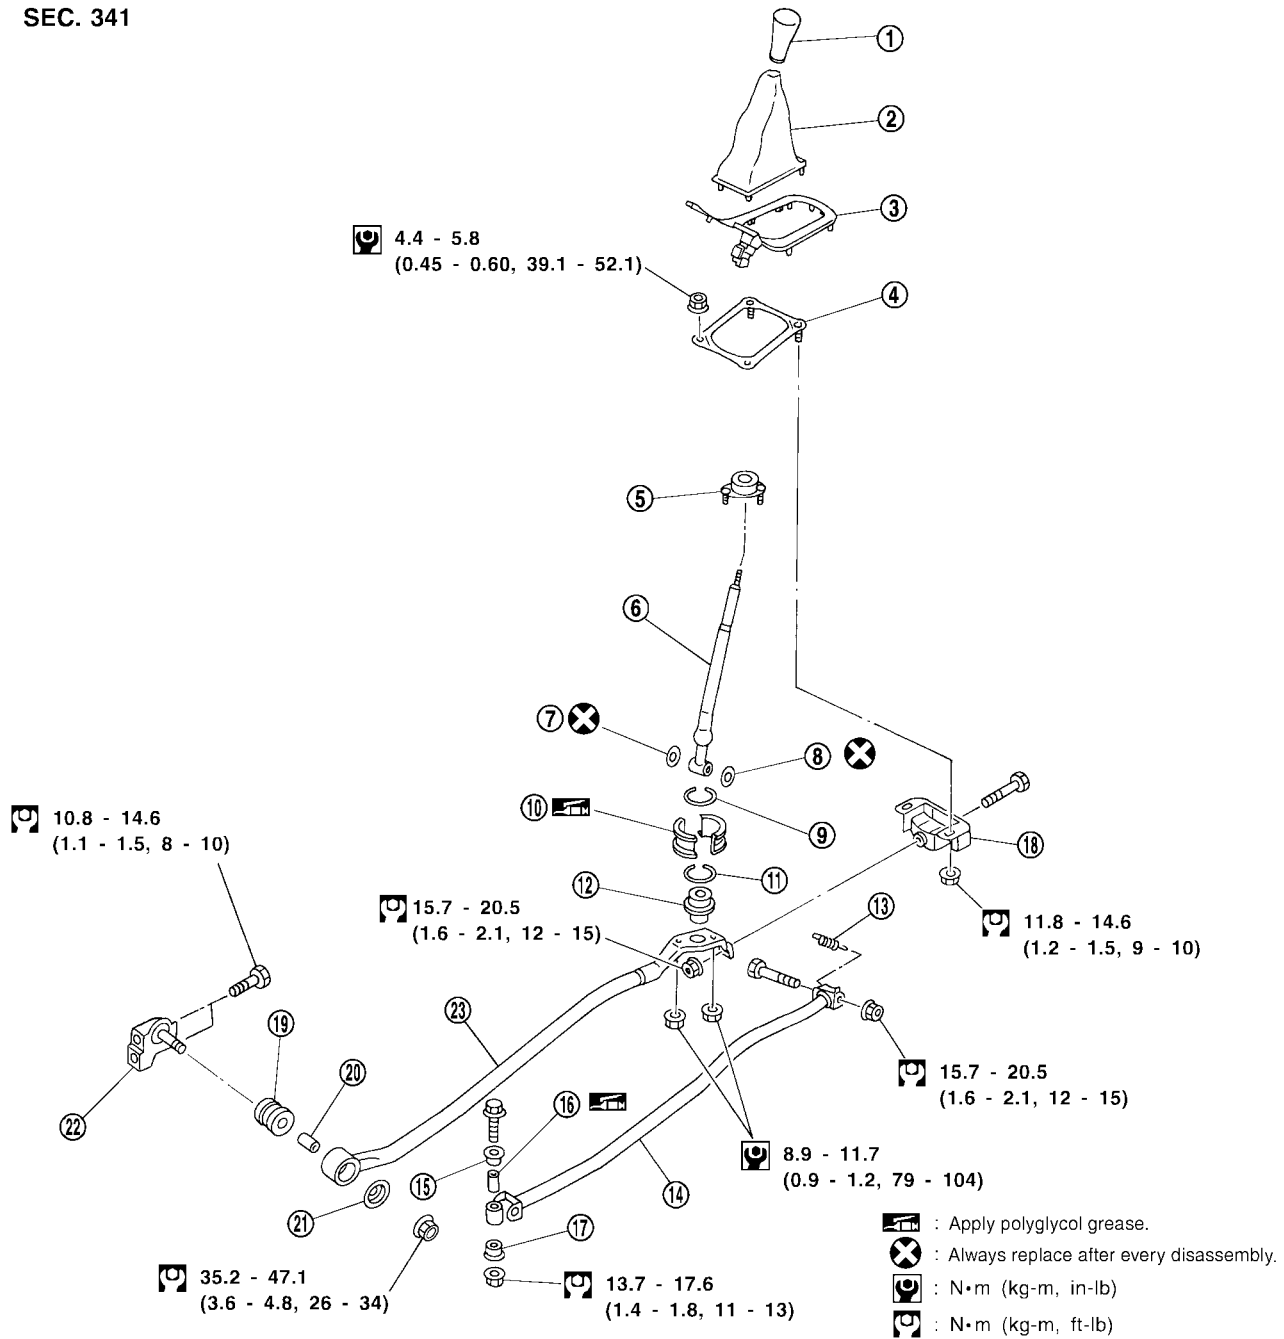 SEC. 341
1
2
3
4.4 - 5.8
(0.45 - 0.60, 39.1 - 52.1)
4
5
6
7
8
10
9
10.8 - 14.6
(1.1 - 1.5, 8 - 10)
18
11
12
15.7 - 20.5
(1.6 - 2.1, 12 - 15)
13
11.8 - 14.6
(1.2 - 1.5, 9 - 10)
23
19
20
22
16
15.7 - 20.5
(1.6 - 2.1, 12 - 15)
8.9 - 11.7
(0.9 - 1.2, 79 - 104)
15
14
21
17
35.2 - 47.1
(3.6 - 4.8, 26 - 34)
13.7 - 17.6
(1.4 - 1.8, 11 - 13)
: Apply polyglycol grease.
: Always replace after every disassembly.
: N•m (kg-m, in-lb)
: N•m (kg-m, ft-lb)